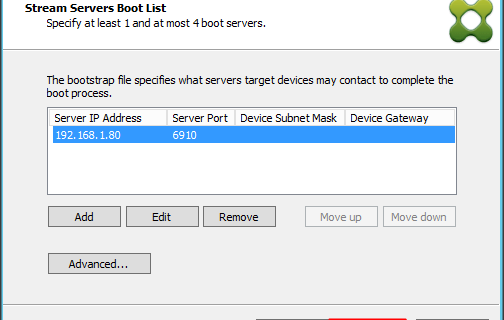 Stream Servers Boot List
Specify at least 1 and at most 4 boot servers.
The bootstrap file specifies what servers target devices may contact to complete the
boot process.
Server IP Address Server Port Device Subnet Mask Device Gateway
192.168.1.80 6910
Add Edit Remove Move up Move down
Advanced...